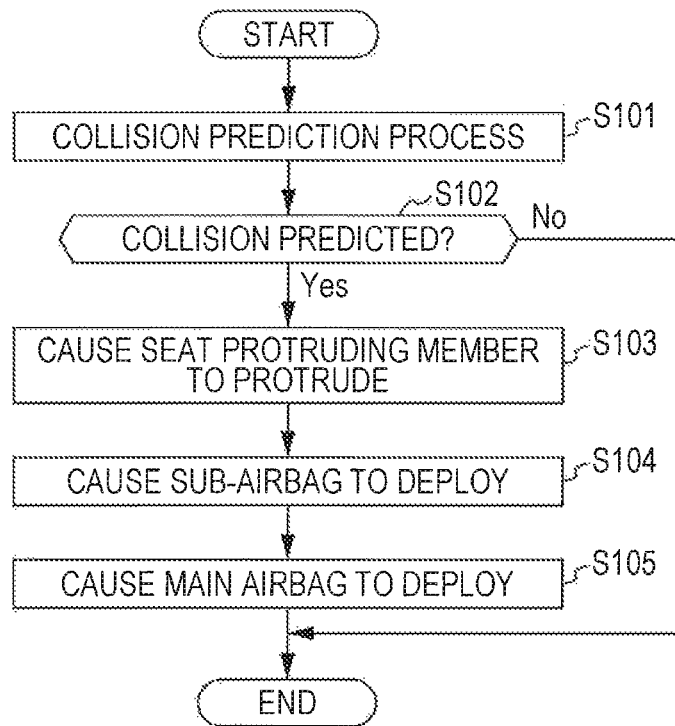 START
COLLISION PREDICTION PROCESS
S101
S102
COLLISION PREDICTED?
No
Yes
CAUSE SEAT PROTRUDING MEMBER
TO PROTRUDE
S103
CAUSE SUB-AIRBAG TO DEPLOY
S104
CAUSE MAIN AIRBAG TO DEPLOY
S105
END